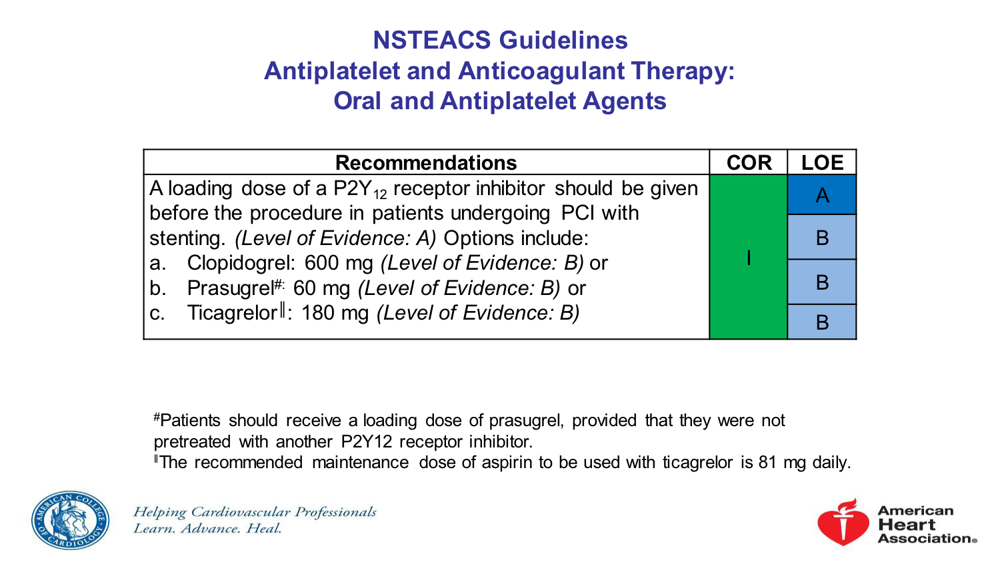 NSTEACS Guidelines
Antiplatelet and Anticoagulant Therapy:
Oral and Antiplatelet Agents
Recommendations COR LOE
A loading dose of a P2Y12 receptor inhibitor should be given
before the procedure in patients undergoing PCI with
stenting. (Level of Evidence: A) Options include:
a. Clopidogrel: 600 mg (Level of Evidence: B) or
b. Prasugrel#: 60 mg (Level of Evidence: B) or
c. Ticagrelor‖: 180 mg (Level of Evidence: B)
I
A
B
B
B
#Patients should receive a loading dose of prasugrel, provided that they were not
pretreated with another P2Y12 receptor inhibitor.
‖The recommended maintenance dose of aspirin to be used with ticagrelor is 81 mg daily.
AMERICAN COLLEGE
OF CARDIOLOGY
Helping Cardiovascular Professionals
Learn. Advance. Heal.
American
Heart
Association®